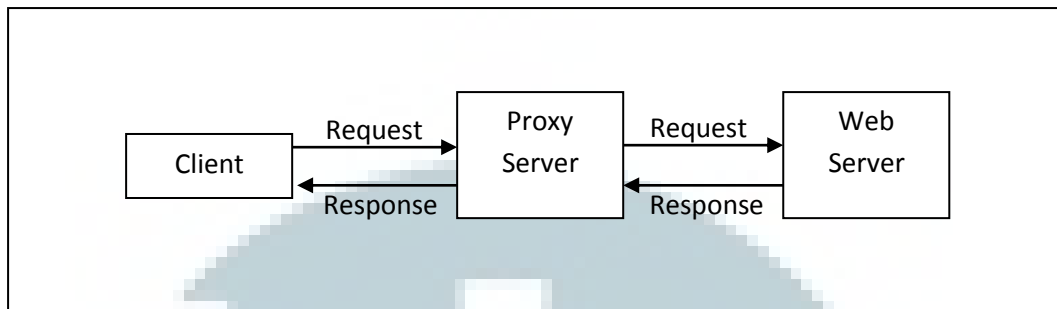 Request
Proxy
Server
Request
Web
Server
Client
Response
Response